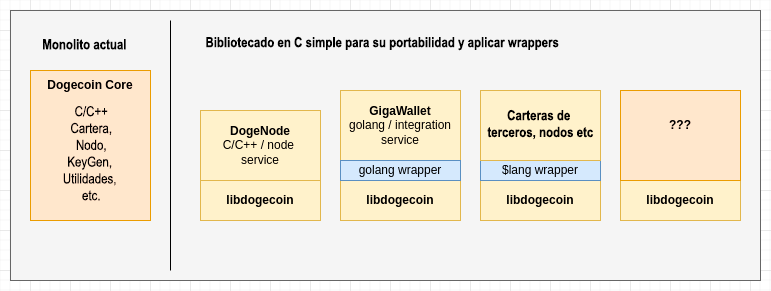 Monolito actual
Dogecoin Core
C/C++
Cartera,
Nodo,
KeyGen,
Utilidades,
etc.
Bibliotecado en C simple para su portabilidad y aplicar wrappers
DogeNode
C/C++ / node
service
libdogecoin
GigaWallet
golang / integration
service
golang wrapper
libdogecoin
Carteras de
terceros, nodos etc
$lang wrapper
libdogecoin
???
libdogecoin